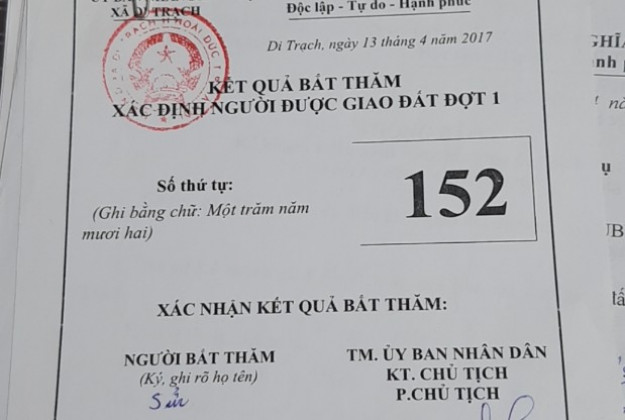 XÃ DI TRẠCH
Độc lập - Tự do - Hạnh phúc
Di Trạch, ngày 13 tháng 4 năm 2017
KẾT QUẢ BẮT THĂM
XÁC ĐỊNH NGƯỜI ĐƯỢC GIAO ĐẤT ĐỢT 1
Số thứ tự:
152
(Ghi bằng chữ: Một trăm năm
mươi hai)
XÁC NHẬN KẾT QUẢ BẮT THĂM:
NGƯỜI BẮT THĂM
(Ký, ghi rõ họ tên)
TM. ỦY BAN NHÂN DÂN
KT. CHỦ TỊCH
P.CHỦ TỊCH